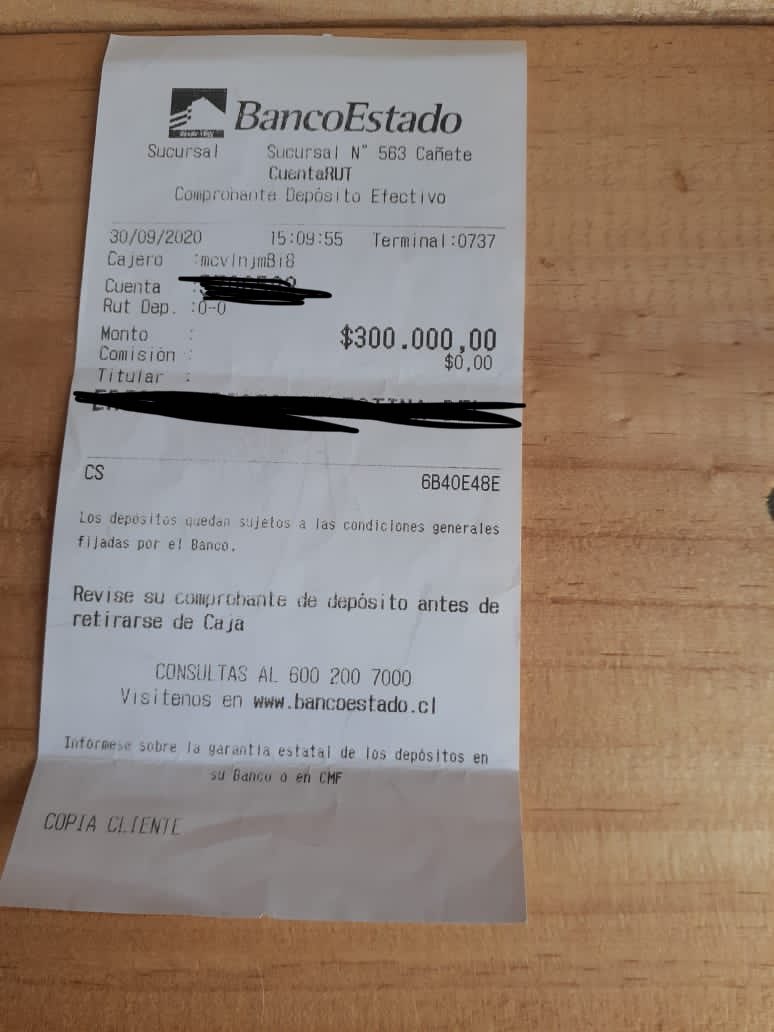 BancoEstado
Sucursal Sucursal N° 563 Cañete
CuentaRUT
Comprobante Depósito Efectivo
30/09/2020 15:09:55 Terminal:0737
Cajero :mcvlnjmBi8
Cuenta :
Rut Dep. :0-0
Monto : $300.000,00
Comisión : $0,00
Titular :
CS 6B40E48E
Los depósitos quedan sujetos a las condiciones generales
fijadas por el Banco.
Revise su comprobante de depósito antes de
retirarse de Caja
CONSULTAS AL 600 200 7000
Visítenos en www.bancoestado.cl
Infórmese sobre la garantía estatal de los depósitos en
su Banco o en CMF
COPIA CLIENTE